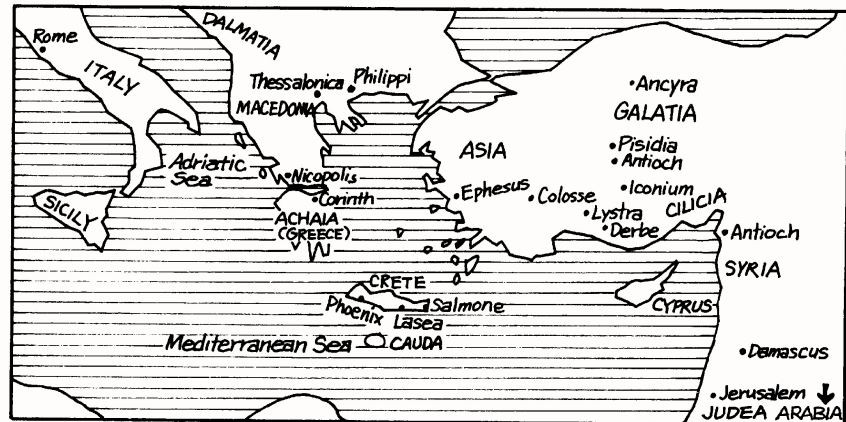 Rome
ITALY
DALMATIA
Thessalonica
Philippi
MACEDONIA
Ancyra
GALATIA
Pisidia
Antioch
ASIA
Adriatic
Sea
Nicopolis
Corinth
ACHAIA
(GREECE)
SICILY
Ephesus
Colosse
Iconium
Lystra
Derbe
CILICIA
Antioch
SYRIA
CRETE
Phoenix
Lasea
Salmone
CYPRUS
Mediterranean Sea
CAUDA
Damascus
Jerusalem
JUDEA ARABIA